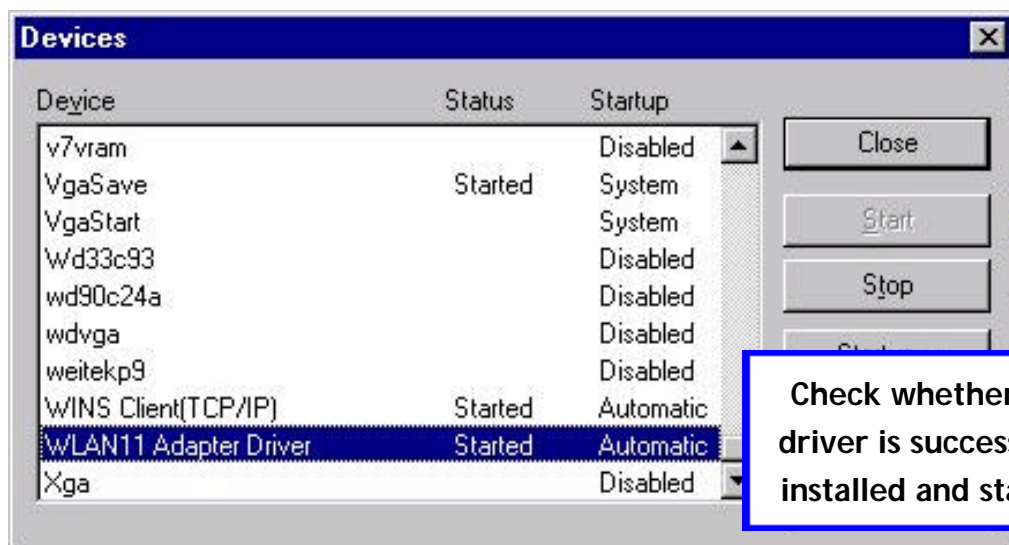 Devices
Device Status Startup
v7vram Disabled
VgaSave Started System
VgaStart System
Wd33c93 Disabled
wd90c24a Disabled
wdvga Disabled
weitekp9 Disabled
WINS Client(TCP/IP) Started Automatic
WLAN11 Adapter Driver Started Automatic
Xga Disabled
Close
Start
Stop
Check whether
driver is
installed and